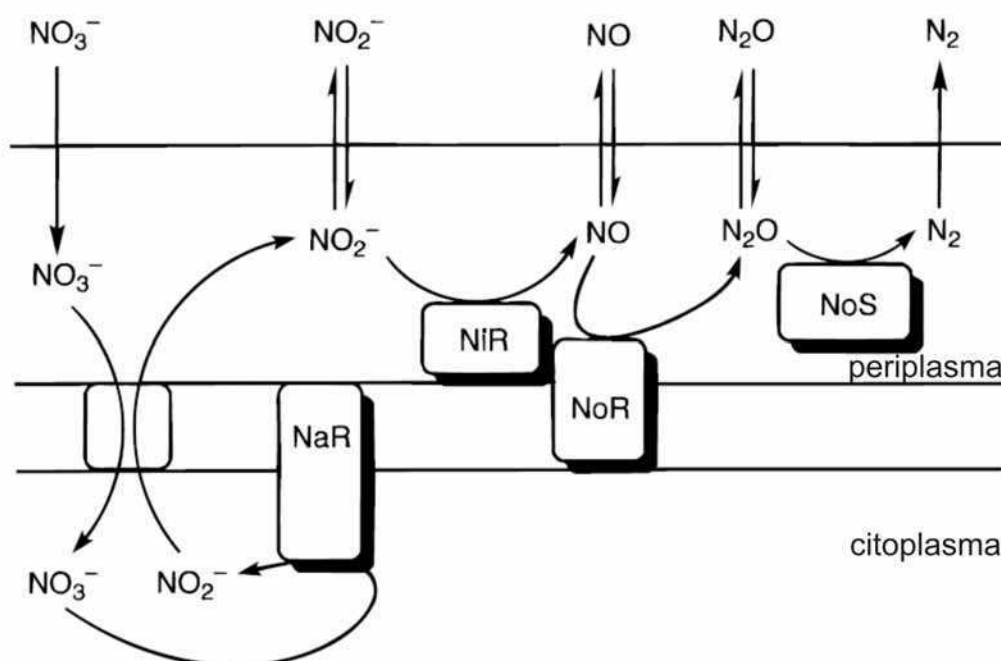 NO₃⁻ NO₂⁻ NO N₂O N₂
NO₂⁻ NO N₂O N₂
NO₃⁻
NoS
NiR
periplasma
NoR
NaR
citoplasma
NO₃⁻ NO₂⁻